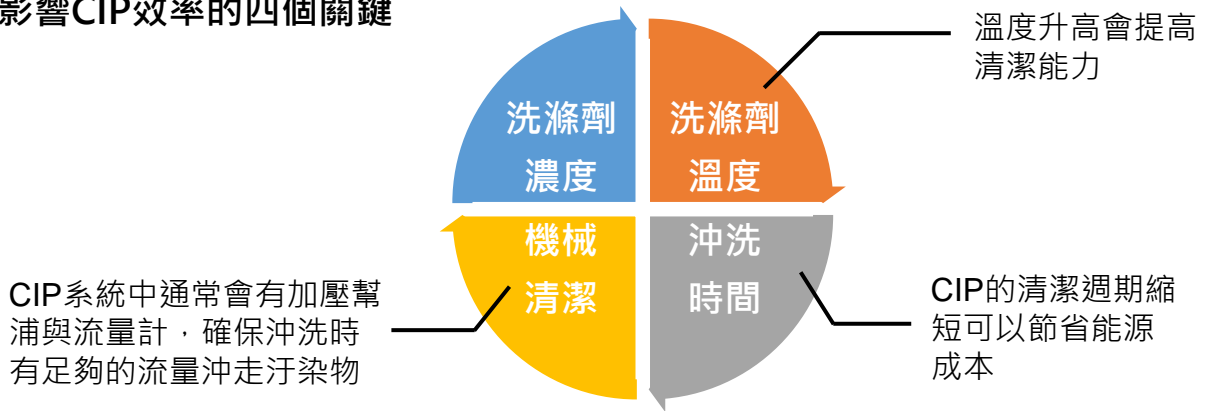 影響CIP效率的四個關鍵
溫度升高會提高
清潔能力
洗滌劑
濃度
洗滌劑
溫度
機械
清潔
沖洗
時間
CIP系統中通常會有加壓幫
浦與流量計，確保沖洗時
有足夠的流量沖走汙染物
CIP的清潔週期縮
短可以節省能源
成本